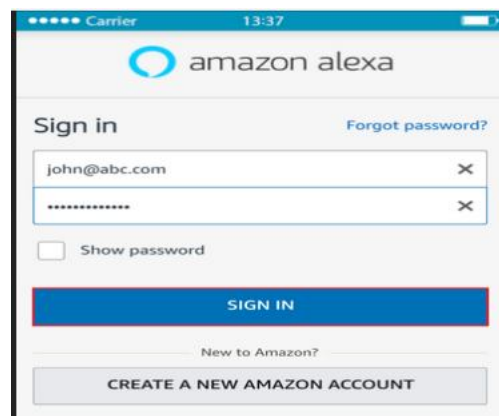 Carrier 13:37
amazon alexa
Sign in Forgot password?
john@abc.com
•••••••••••••
Show password
SIGN IN
New to Amazon?
CREATE A NEW AMAZON ACCOUNT